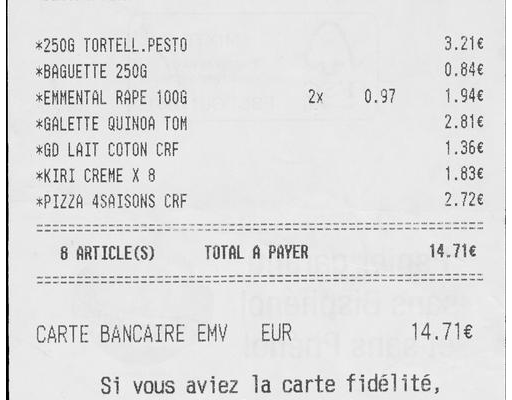 *250G TORTELL.PESTO 3.21€
*BAGUETTE 250G 0.84€
*EMMENTAL RAPE 100G 2x 0.97 1.94€
*GALETTE QUINOA TOM 2.81€
*GD LAIT COTON CRF 1.36€
*KIRI CREME X 8 1.83€
*PIZZA 4SAISONS CRF 2.72€
8 ARTICLE(S) TOTAL A PAYER 14.71€
CARTE BANCAIRE EMV EUR 14.71€
Si vous aviez la carte fidélité,